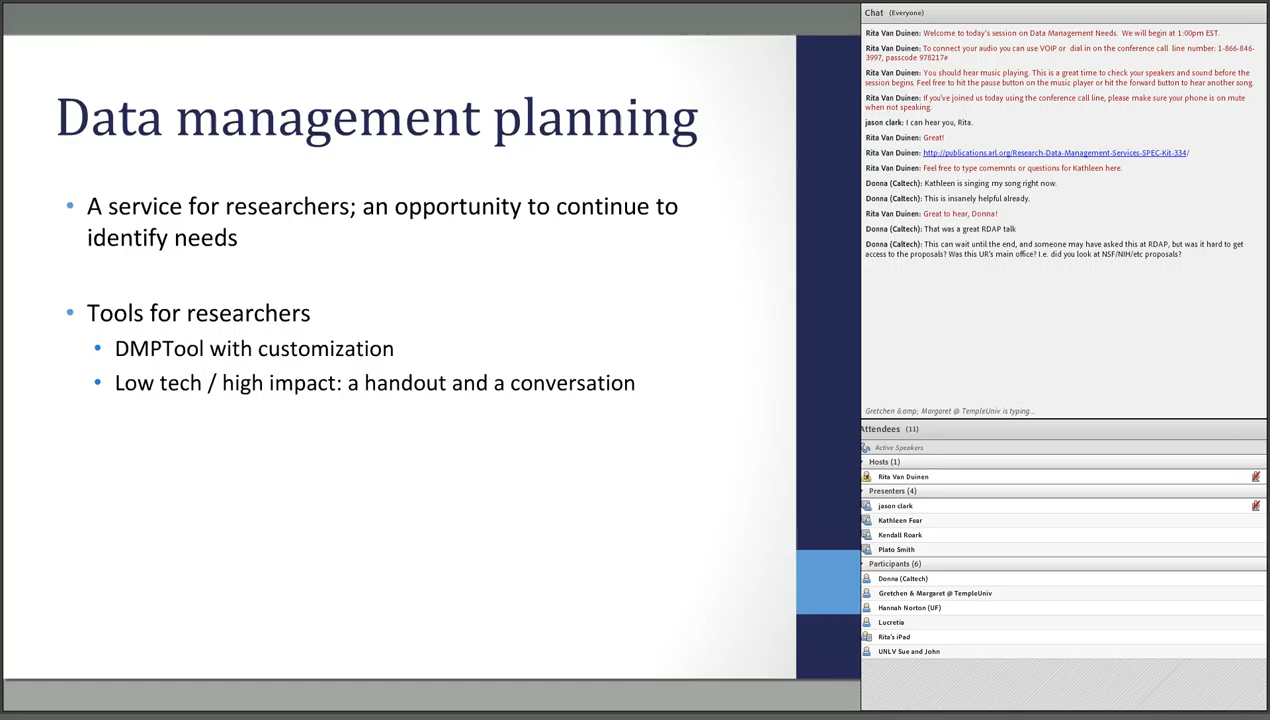 Data management planning
• A service for researchers; an opportunity to continue to
identify needs
• Tools for researchers
• DMPTool with customization
• Low tech / high impact: a handout and a conversation
Chat (Everyone)
Rita Van Duinen: Welcome to today's session on Data Management Needs. We will begin at 1:00pm EST.
Rita Van Duinen: To connect your audio you can use VOIP or dial in on the conference call line number: 1-866-846-
3997, passcode 978217#
Rita Van Duinen: You should hear music playing. This is a great time to check your speakers and sound before the
session begins. Feel free to hit the pause button on the music player or hit the forward button to hear another song.
Rita Van Duinen: If you've joined us today using the conference call line, please make sure your phone is on mute
when not speaking.
jason clark: I can hear you, Rita.
Rita Van Duinen: Great!
Rita Van Duinen: http://publications.arl.org/Research-Data-Management-Services-SPEC-Kit-334/
Rita Van Duinen: Feel free to type comemnts or questions for Kathleen here.
Donna (Caltech): Kathleen is singing my song right now.
Donna (Caltech): This is insanely helpful already.
Rita Van Duinen: Great to hear, Donna!
Donna (Caltech): That was a great RDAP talk
Donna (Caltech): This can wait until the end, and someone may have asked this at RDAP, but was it hard to get
access to the proposals? Was this UR's main office? I.e. did you look at NSF/NIH/etc proposals?
Gretchen &amp; Margaret @ TempleUniv is typing...
Attendees (11)
Active Speakers
Hosts (1)
Rita Van Duinen
Presenters (4)
jason clark
Kathleen Fear
Kendall Roark
Plato Smith
Participants (6)
Donna (Caltech)
Gretchen & Margaret @ TempleUniv
Hannah Norton (UF)
Lucretia
Rita's iPad
UNLV Sue and John